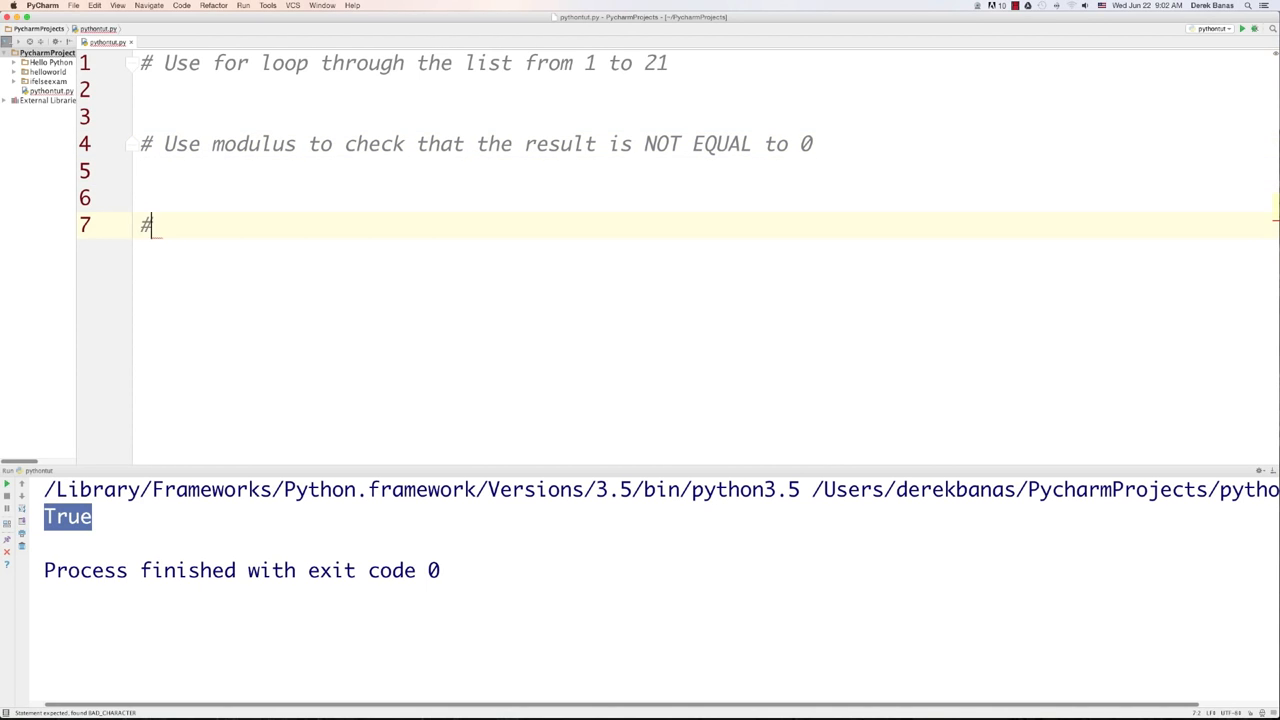 PyCharm File Edit View Navigate Code Refactor Run Tools VCS Window Help
10 Wed Jun 22 9:02 AM Derek Banas
pythontut.py - PycharmProjects - [~/PycharmProjects]
PycharmProjects pythontut.py
pythontut
pythontut.py ×
PycharmProject
Hello Python
helloworld
ifelseexam
pythontut.py
External Librarie
1 # Use for loop through the list from 1 to 21
2
3
4 # Use modulus to check that the result is NOT EQUAL to 0
5
6
7 #
Run pythontut
/Library/Frameworks/Python.framework/Versions/3.5/bin/python3.5 /Users/derekbanas/PycharmProjects/pytho
True
Process finished with exit code 0
Statement expected, found BAD_CHARACTER
7:2 LF÷ UTF-8÷